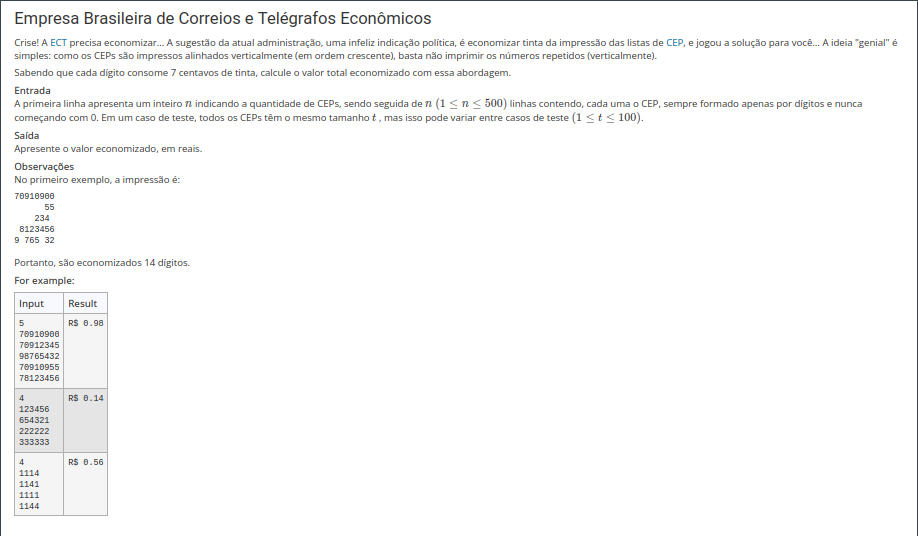 Empresa Brasileira de Correios e Telégrafos Econômicos
Crise! A ECT precisa economizar... A sugestão da atual administração, uma infeliz indicação política, é economizar tinta da impressão das listas de CEP, e jogou a solução para você... A ideia "genial" é
simples: como os CEPs são impressos alinhados verticalmente (em ordem crescente), basta não imprimir os números repetidos (verticalmente).
Sabendo que cada dígito consome 7 centavos de tinta, calcule o valor total economizado com essa abordagem.
Entrada
A primeira linha apresenta um inteiro n indicando a quantidade de CEPs, sendo seguida de n (1 ≤ n ≤ 500) linhas contendo, cada uma o CEP, sempre formado apenas por dígitos e nunca
começando com 0. Em um caso de teste, todos os CEPs têm o mesmo tamanho t , mas isso pode variar entre casos de teste (1 ≤ t ≤ 100).
Saída
Apresente o valor economizado, em reais.
Observações
No primeiro exemplo, a impressão é:
70910900
      55
    234
 8123456
9 765 32
Portanto, são economizados 14 dígitos.
For example:
Input Result
5 R$ 0.98
70910900
70912345
98765432
70910955
78123456
4 R$ 0.14
123456
654321
222222
333333
4 R$ 0.56
1114
1141
1111
1144